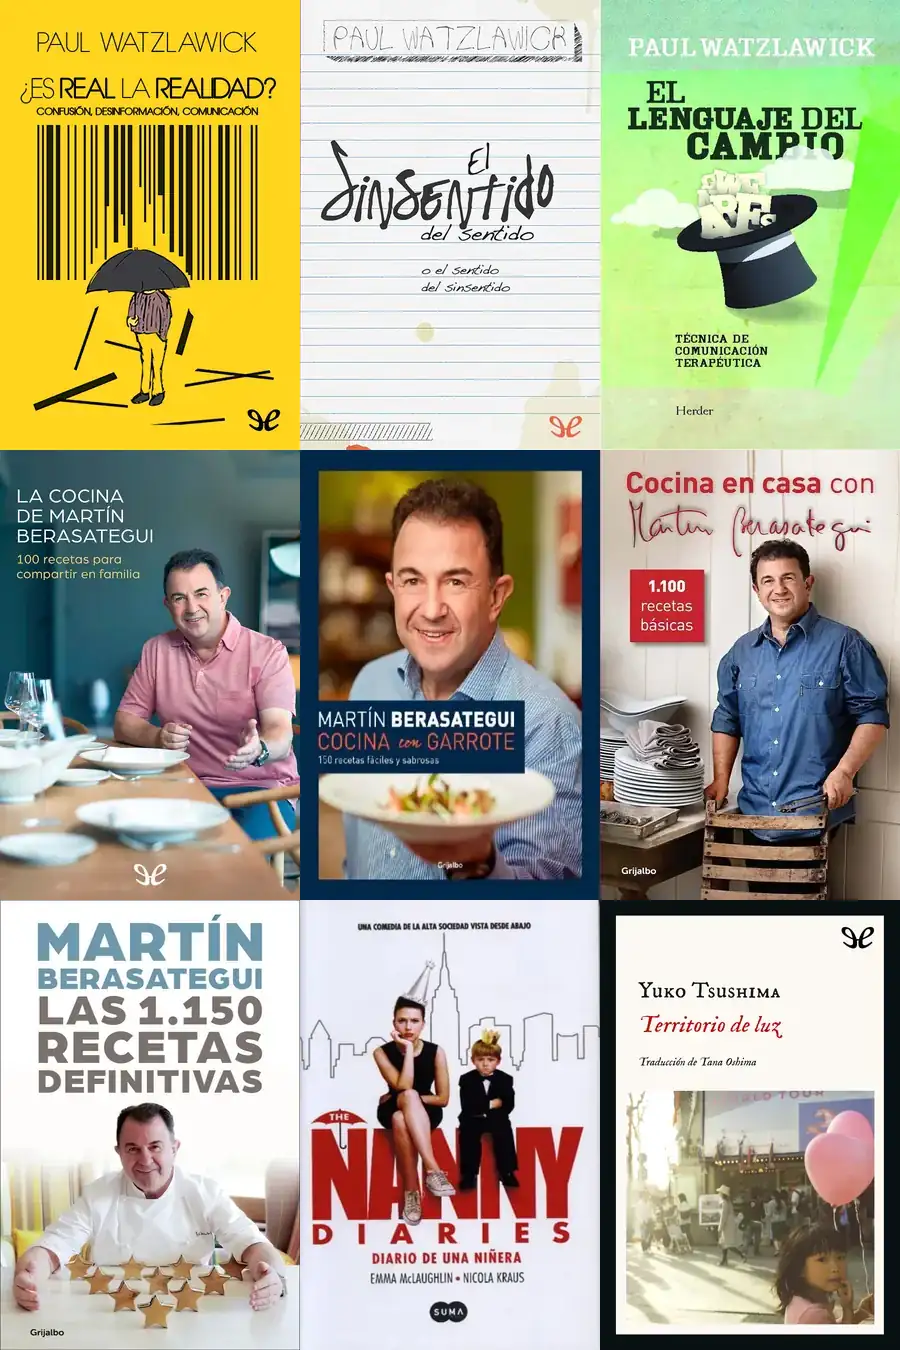 PAUL WATZLAWICK
¿ES REAL LA REALIDAD?
CONFUSIÓN, DESINFORMACIÓN, COMUNICACIÓN
PAUL WATZLAWICK
El
Sinsentido
del sentido
o el sentido
del sinsentido
PAUL WATZLAWICK
EL
LENGUAJE DEL
CAMBIO
TÉCNICA DE
COMUNICACIÓN
TERAPÉUTICA
Herder
LA COCINA
DE MARTÍN
BERASATEGUI
100 recetas para
compartir en familia
MARTÍN BERASATEGUI
COCINA con GARROTE
150 recetas fáciles y sabrosas
Grijalbo
Cocina en casa con
Martín Berasategui
1.100
recetas
básicas
Grijalbo
MARTÍN
BERASATEGUI
LAS 1.150
RECETAS
DEFINITIVAS
Grijalbo
UNA COMEDIA DE LA ALTA SOCIEDAD VISTA DESDE ABAJO
THE
NANNY
DIARIES
DIARIO DE UNA NIÑERA
EMMA McLAUGHLIN • NICOLA KRAUS
SUMA
Yuko Tsushima
Territorio de luz
Traducción de Tana Oshima